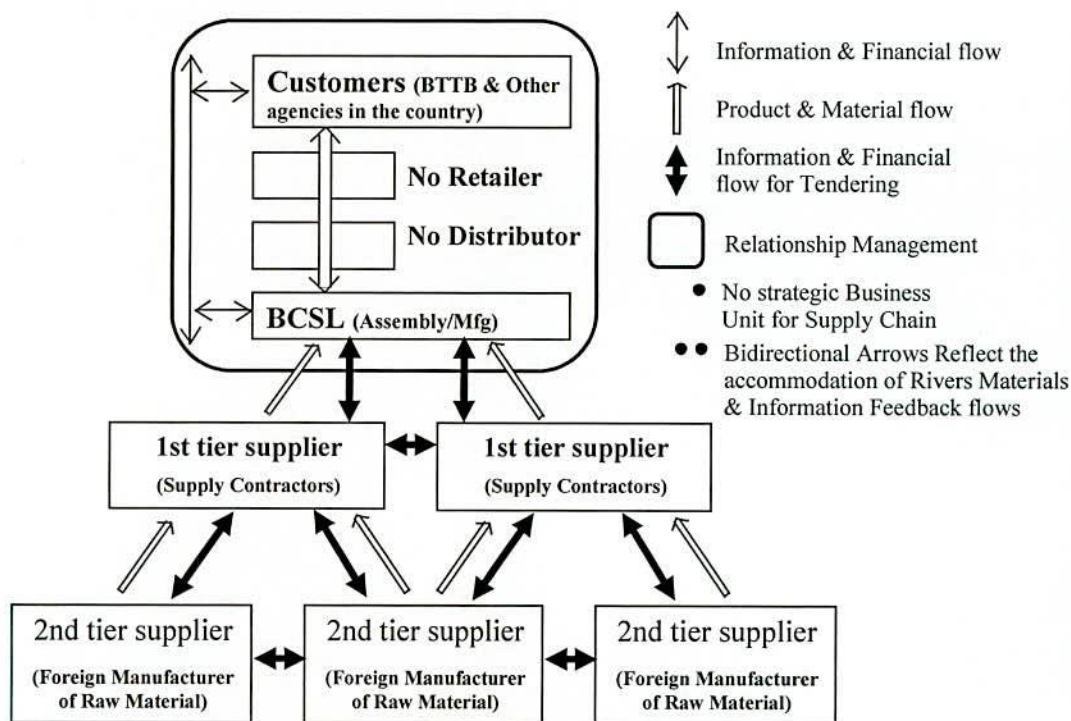 Customers (BTTB & Other
agencies in the country)
No Retailer
No Distributor
BCSL (Assembly/Mfg)
1st tier supplier
(Supply Contractors)
1st tier supplier
(Supply Contractors)
2nd tier supplier
(Foreign Manufacturer
of Raw Material)
2nd tier supplier
(Foreign Manufacturer
of Raw Material)
2nd tier supplier
(Foreign Manufacturer
of Raw Material)
Information & Financial flow
Product & Material flow
Information & Financial
flow for Tendering
Relationship Management
• No strategic Business
Unit for Supply Chain
•• Bidirectional Arrows Reflect the
accommodation of Rivers Materials
& Information Feedback flows